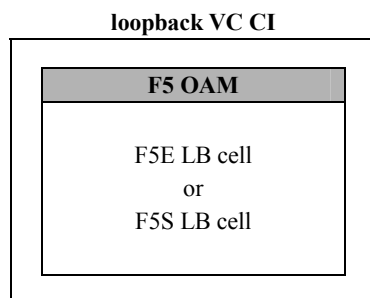 loopback VC CI
F5 OAM
F5E LB cell
or
F5S LB cell